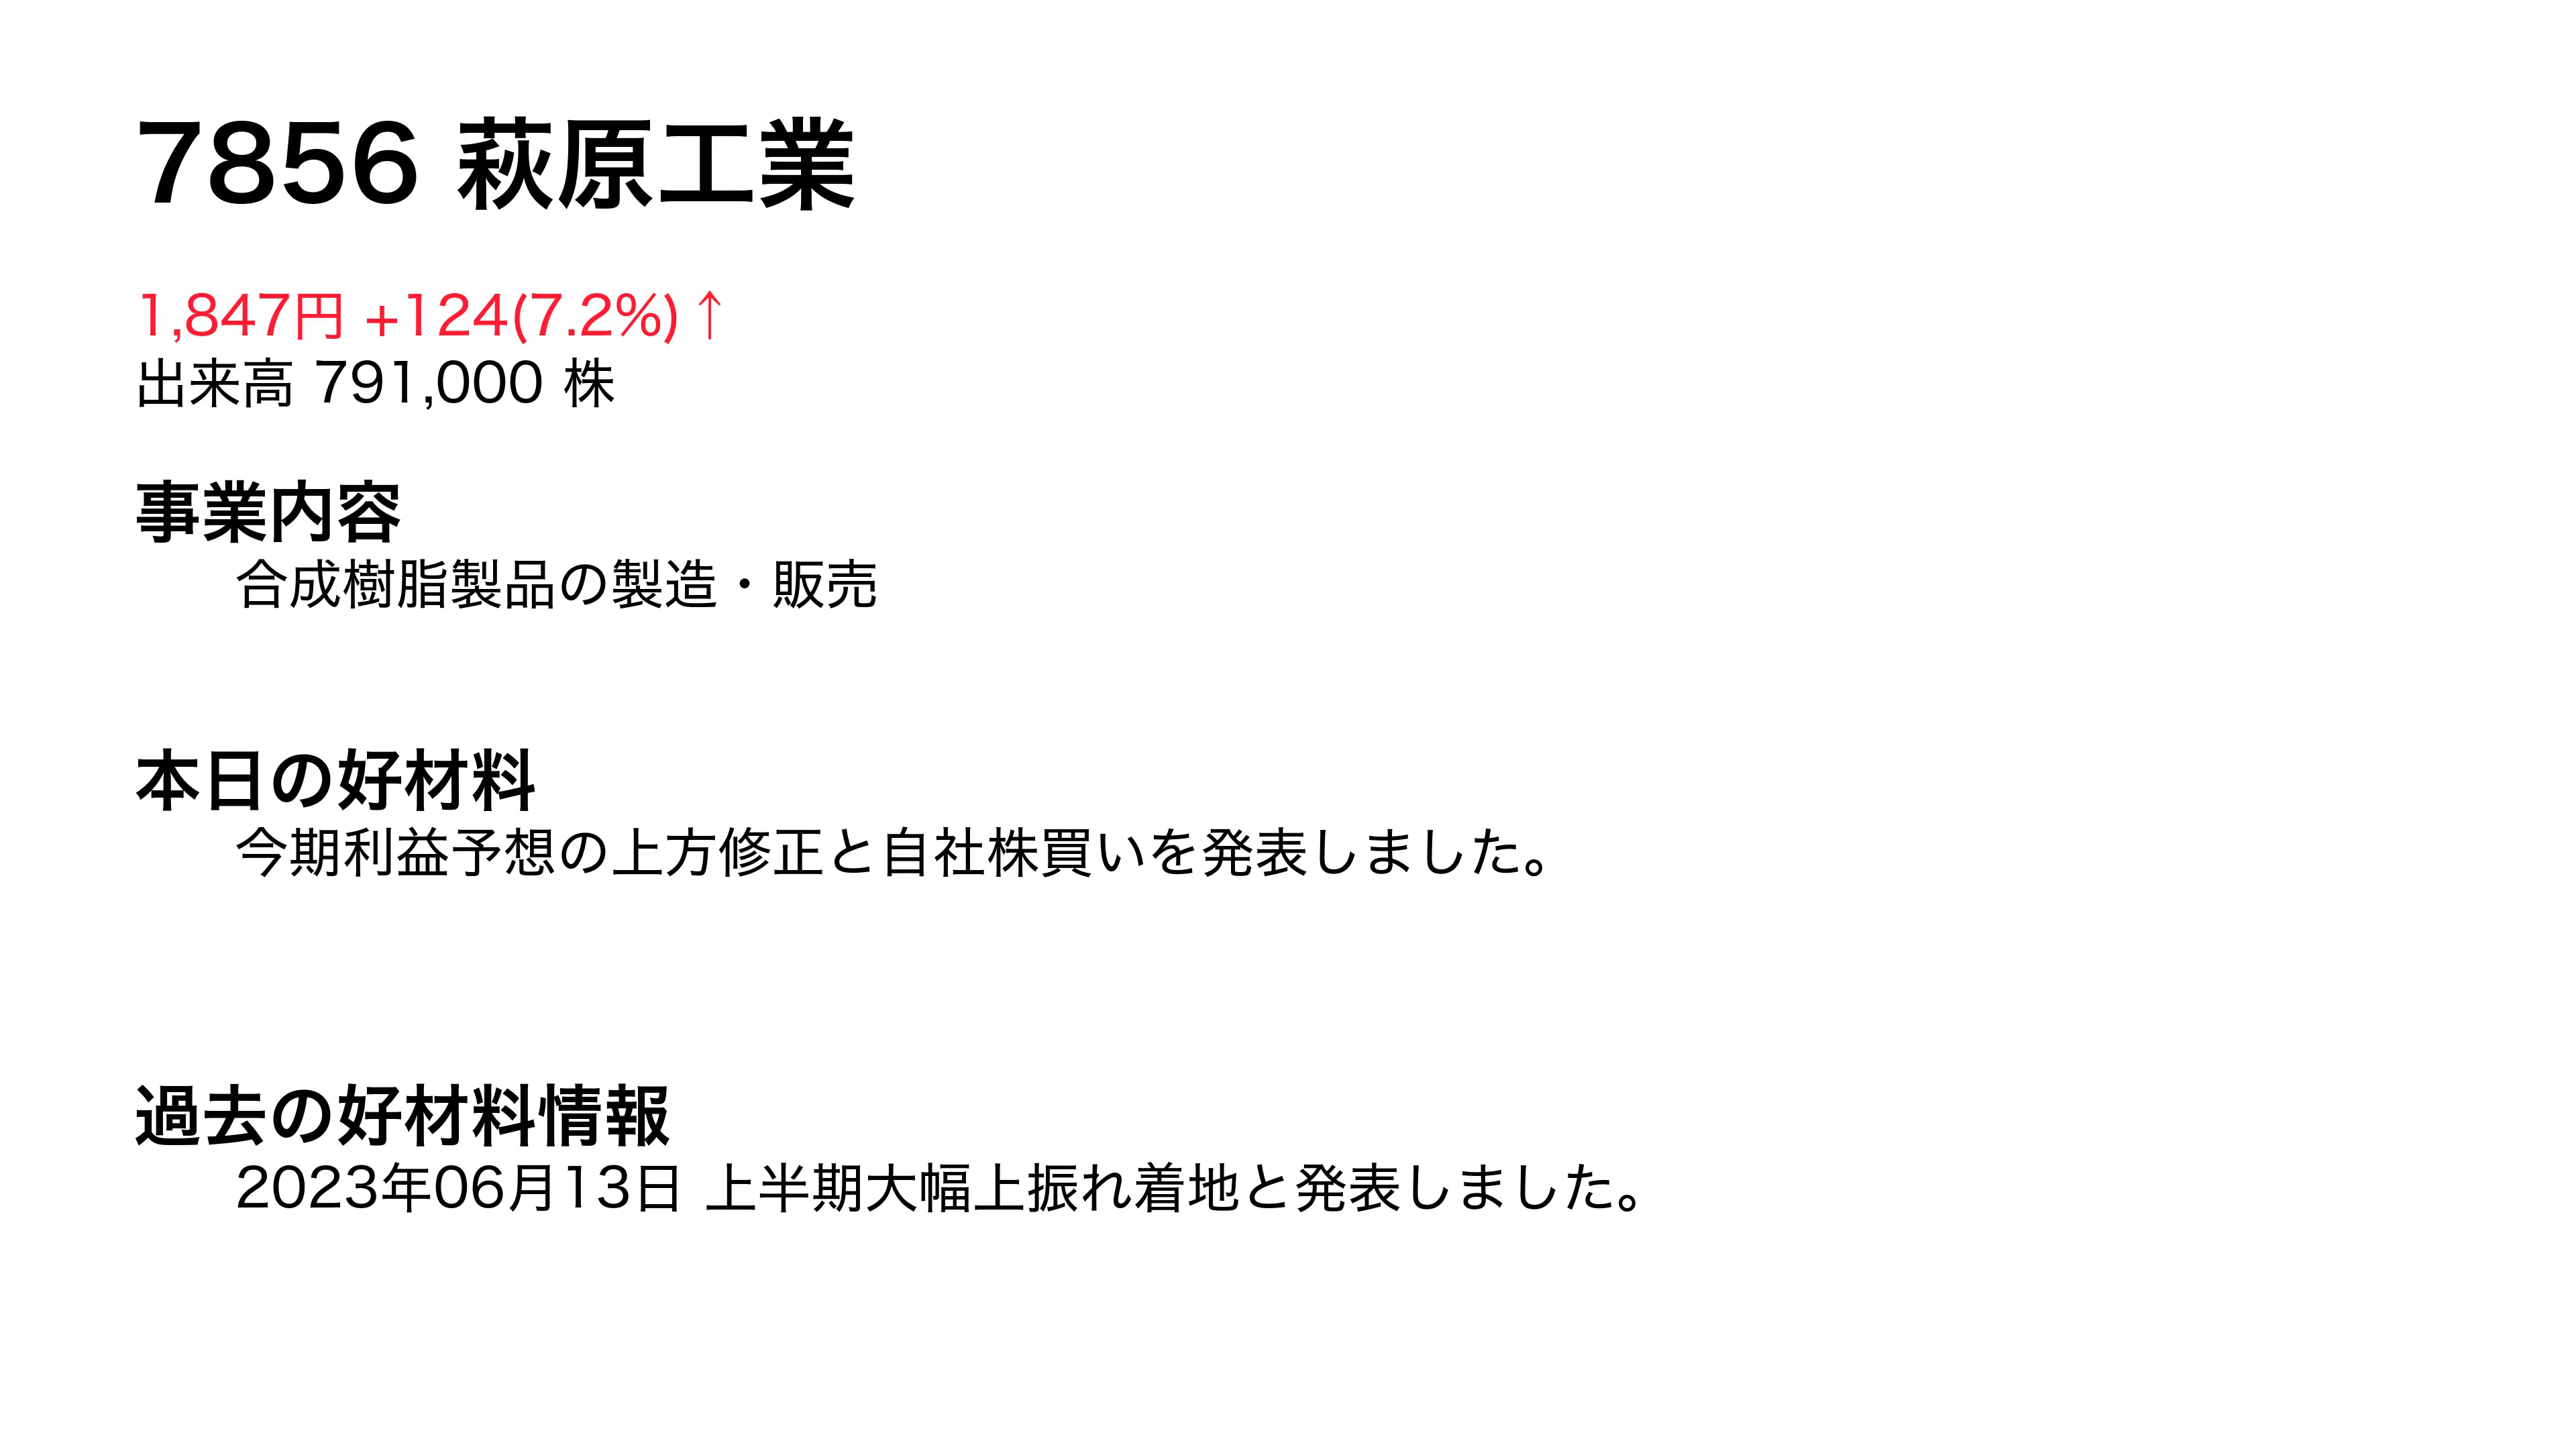 7856 萩原工業
1,847円 +124(7.2%)↑
出来高 791,000 株
事業内容
合成樹脂製品の製造・販売
本日の好材料
今期利益予想の上方修正と自社株買いを発表しました。
過去の好材料情報
2023年06月13日 上半期大幅上振れ着地と発表しました。